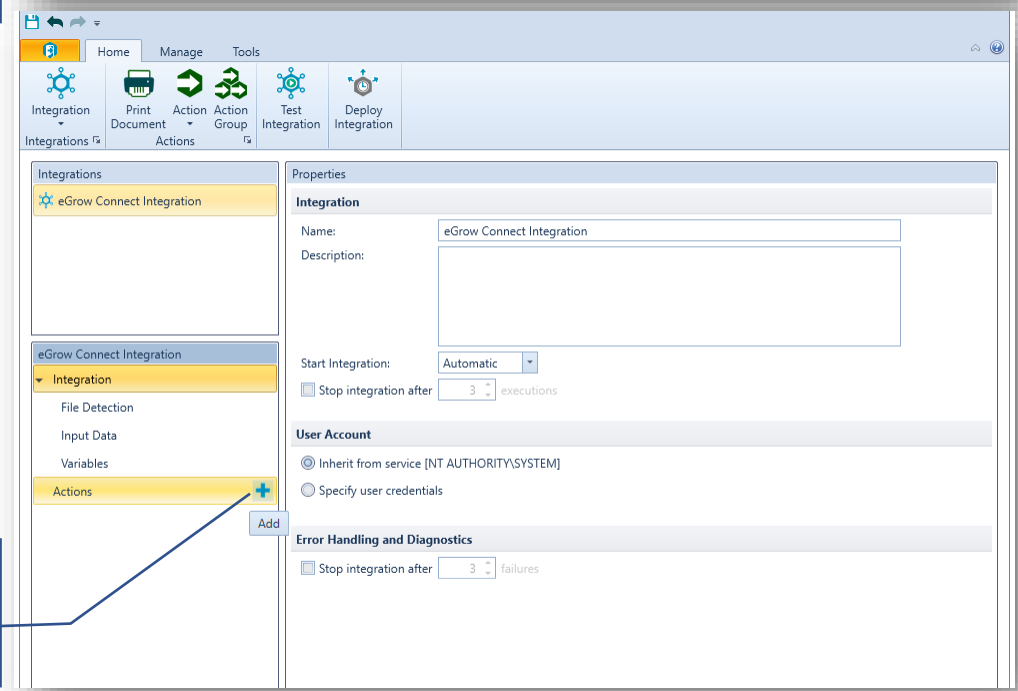 Home Manage Tools
Integration Print Document Action Action Group Test Integration Deploy Integration
Integrations Actions
Integrations
eGrow Connect Integration
eGrow Connect Integration
Integration
File Detection
Input Data
Variables
Actions
Add
Properties
Integration
Name: eGrow Connect Integration
Description:
Start Integration: Automatic
Stop integration after 3 executions
User Account
Inherit from service [NT AUTHORITY\SYSTEM]
Specify user credentials
Error Handling and Diagnostics
Stop integration after 3 failures